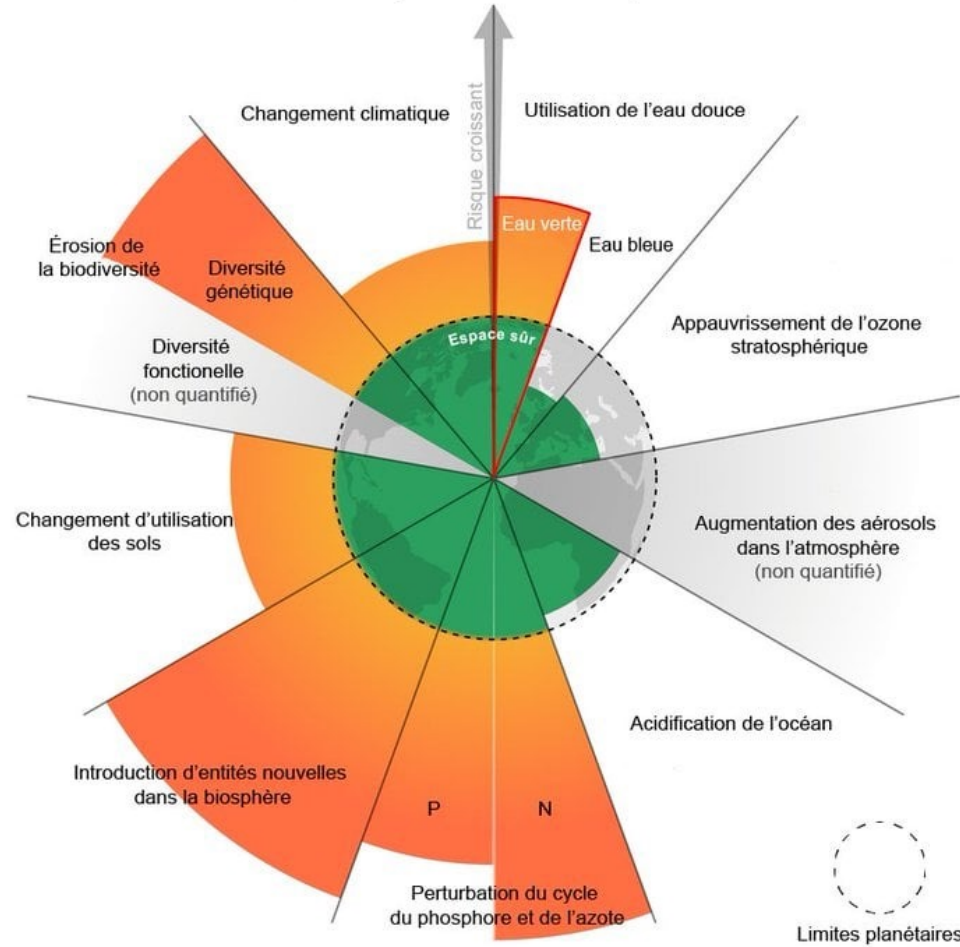 Changement climatique
Utilisation de l'eau douce
Risque croissant
Eau verte
Eau bleue
Érosion de
la biodiversité
Diversité
génétique
Espace sûr
Appauvrissement de l'ozone
stratosphérique
Diversité
fonctionelle
(non quantifié)
Changement d'utilisation
des sols
Augmentation des aérosols
dans l'atmosphère
(non quantifié)
Acidification de l'océan
Introduction d'entités nouvelles
dans la biosphère
P
N
Perturbation du cycle
du phosphore et de l'azote
Limites planétaires